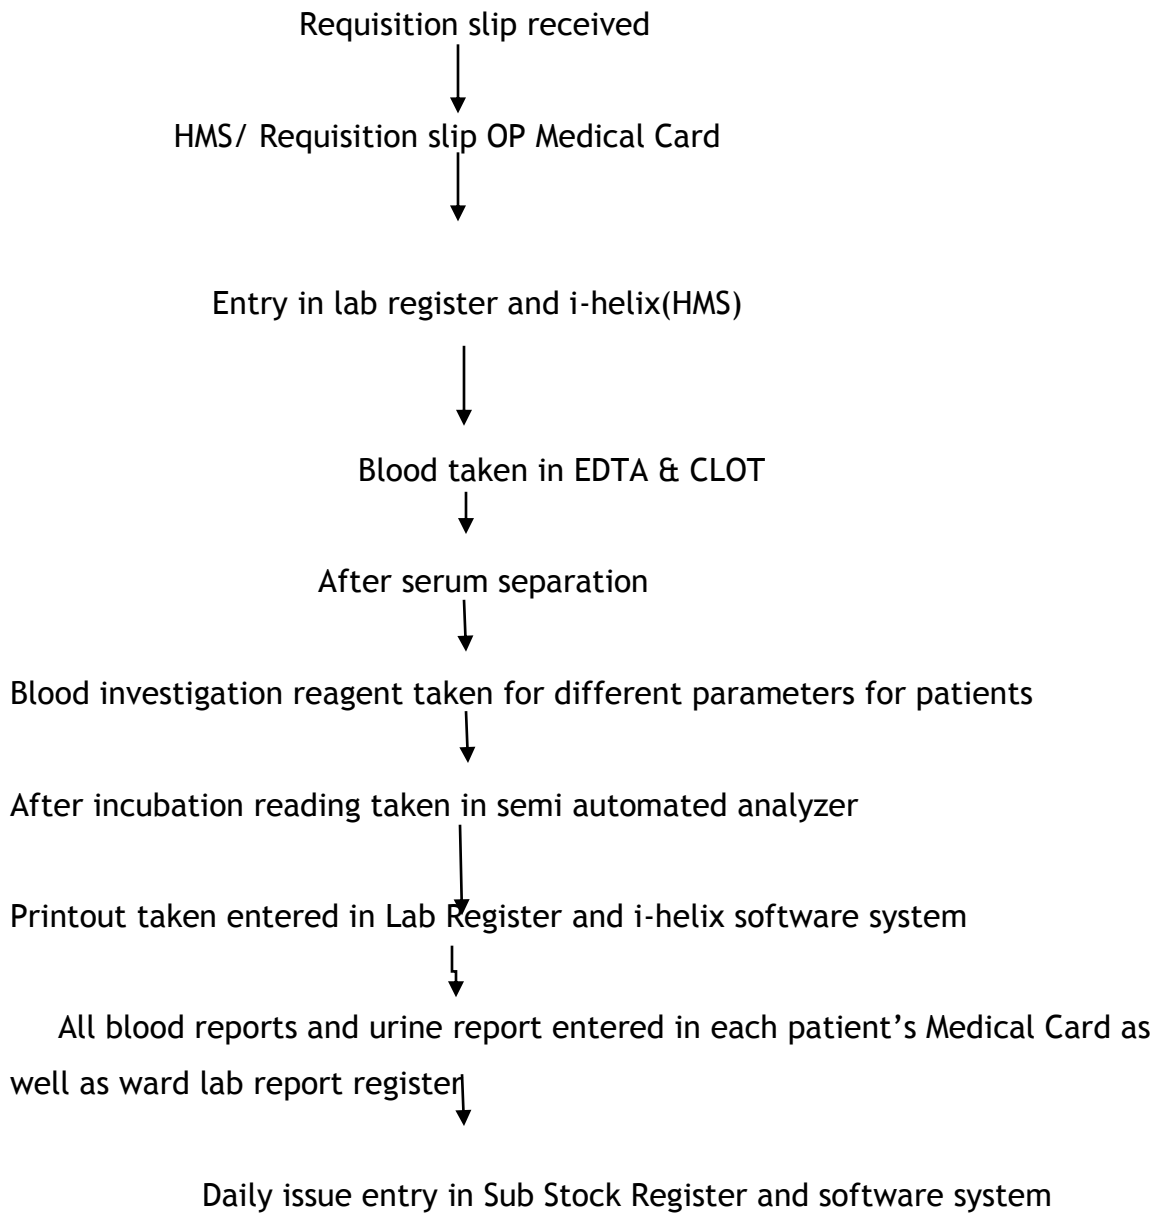 Requisition slip received
HMS/ Requisition slip OP Medical Card
Entry in lab register and i-helix(HMS)
Blood taken in EDTA & CLOT
After serum separation
Blood investigation reagent taken for different parameters for patients
After incubation reading taken in semi automated analyzer
Printout taken entered in Lab Register and i-helix software system
All blood reports and urine report entered in each patient’s Medical Card as
well as ward lab report register
Daily issue entry in Sub Stock Register and software system